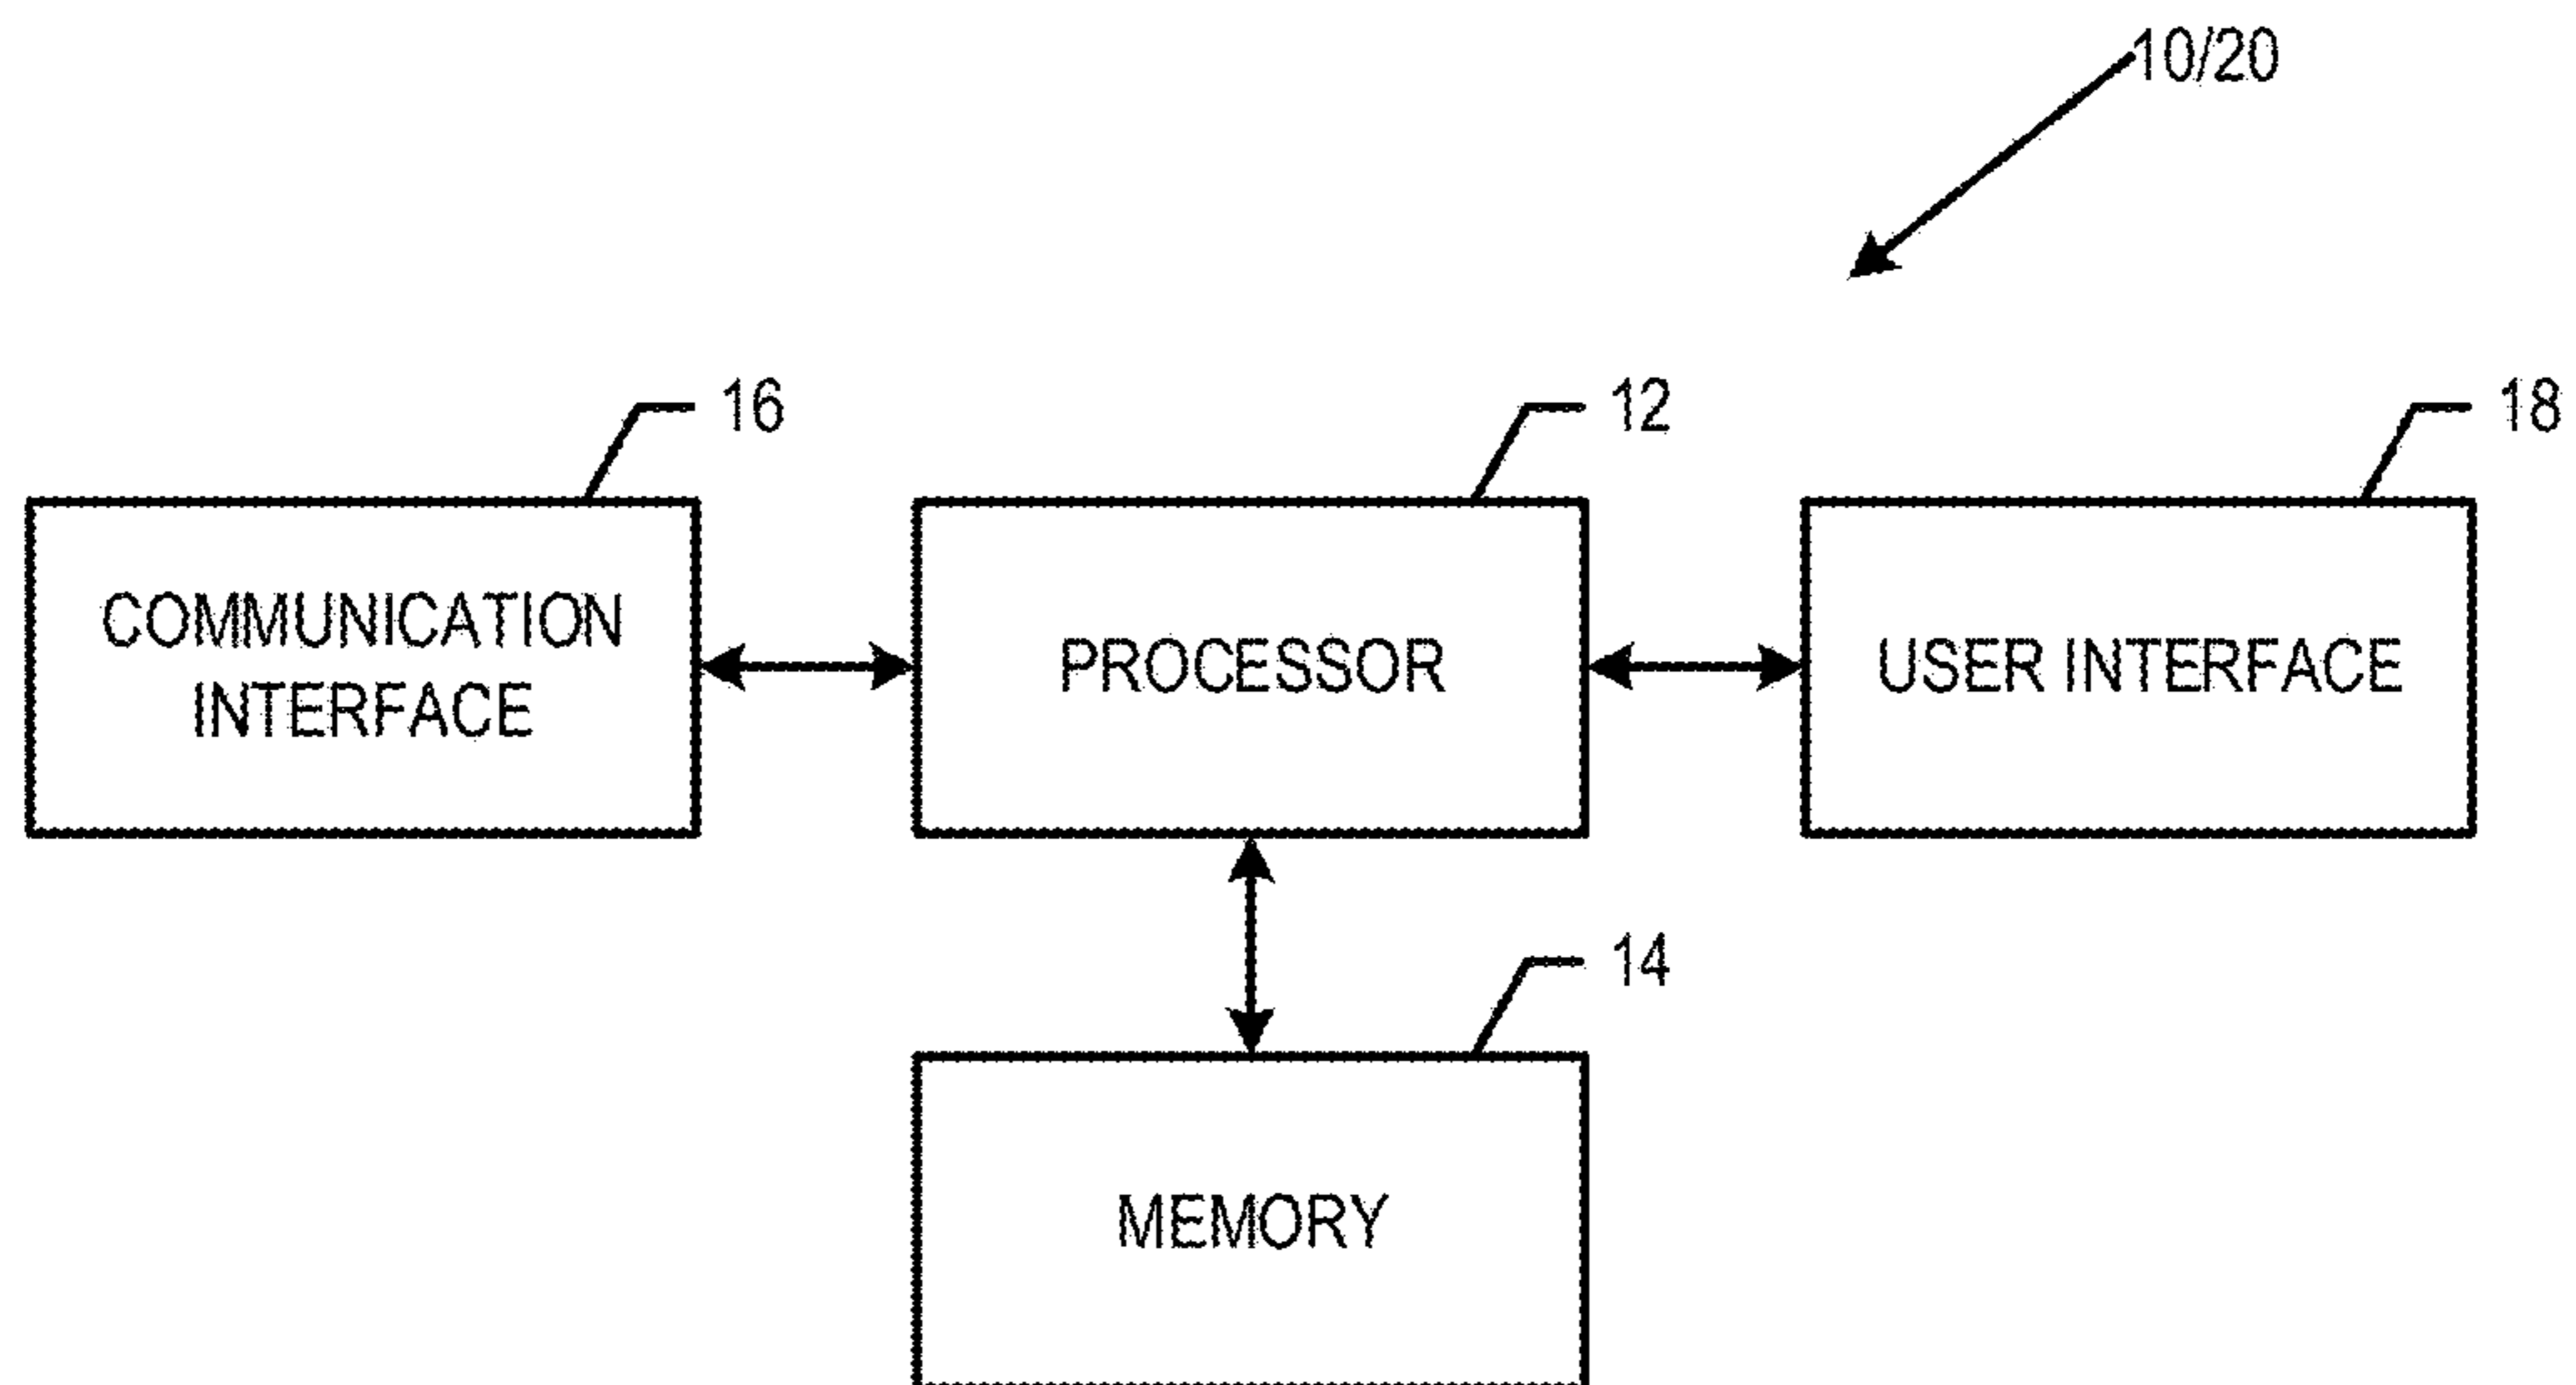 10/20
16
12
18
COMMUNICATION
INTERFACE
PROCESSOR
USER INTERFACE
14
MEMORY